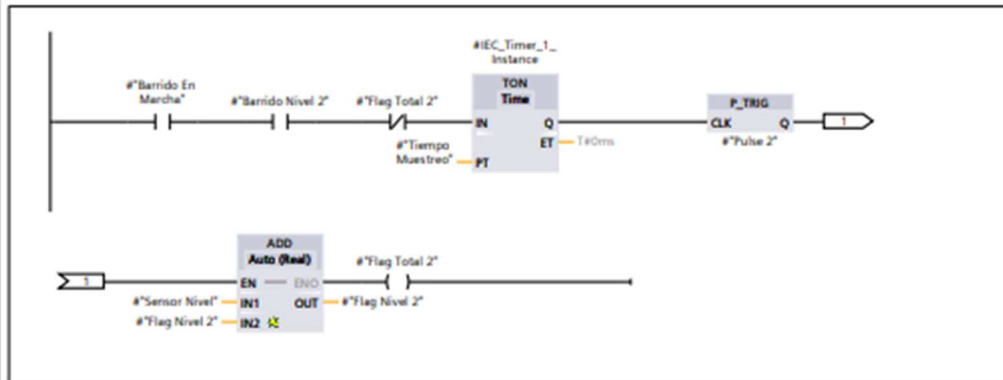 #IEC_Timer_1_
Instance
#"Barrido En
Marcha"
#"Barrido Nivel 2"
#"Flag Total 2"
TON
Time
P_TRIG
IN
Q
CLK
Q
#"Tiempo
Muestreo"
ET
T#0ms
#"Pulse 2"
1
PT
ADD
Auto (Real)
#"Flag Total 2"
1
EN
ENO
#"Sensor Nivel"
IN1
OUT
#"Flag Nivel 2"
#"Flag Nivel 2"
IN2